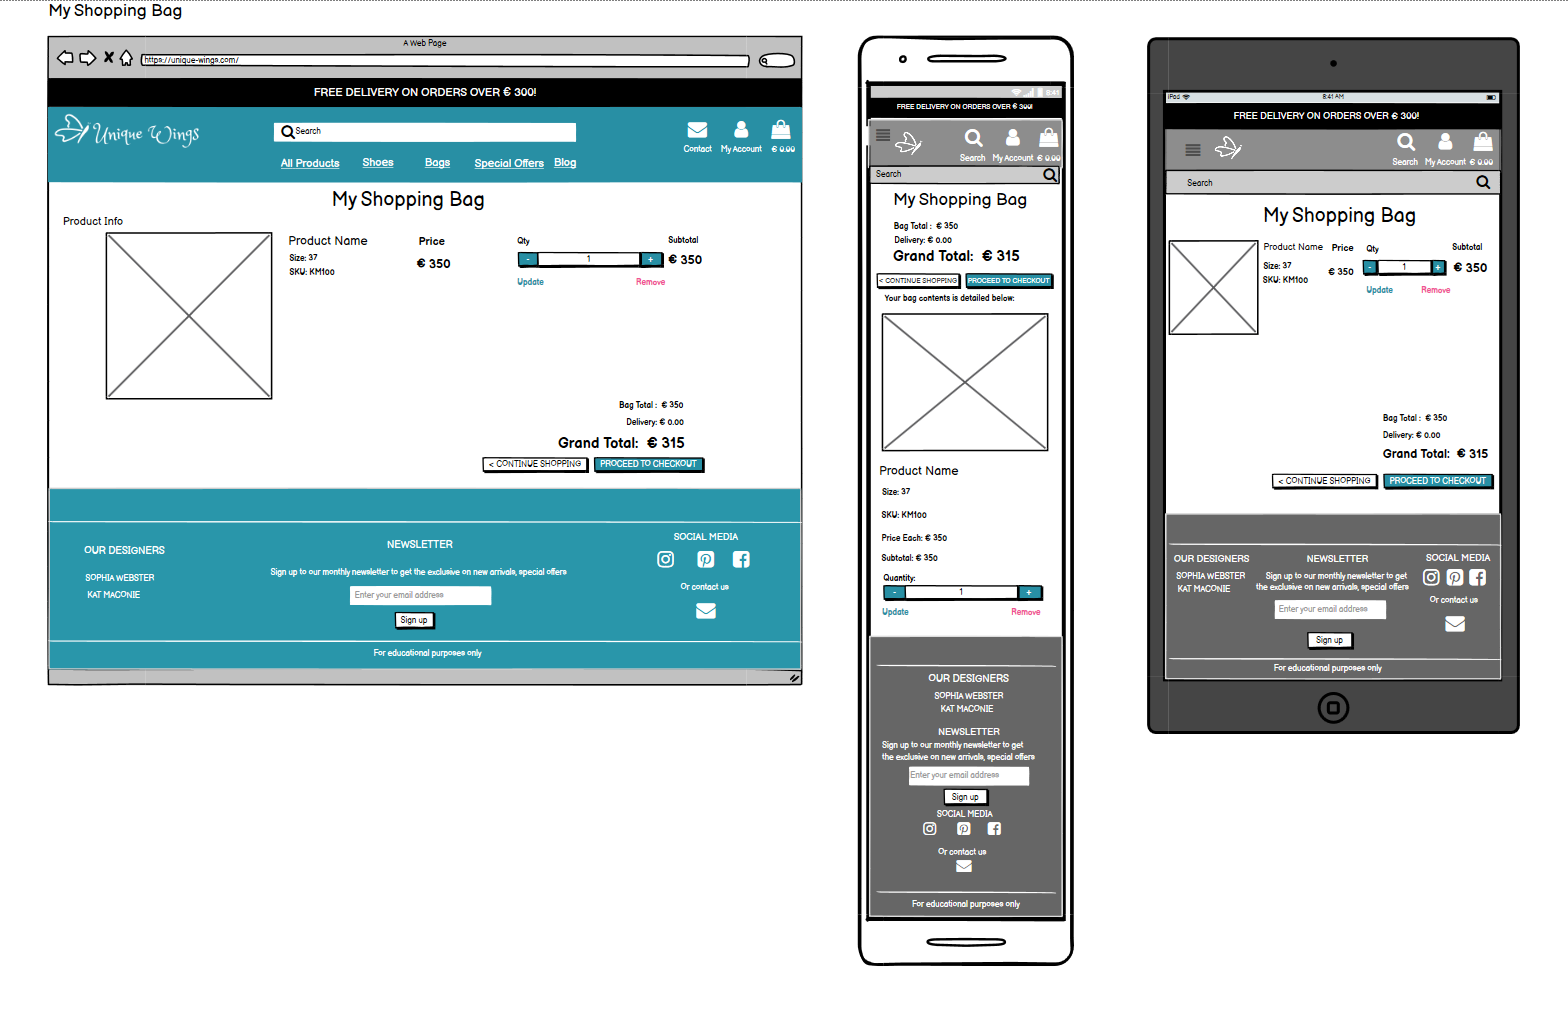 My Shopping Bag
A Web Page
https://unique-wings.com/
FREE DELIVERY ON ORDERS OVER € 300!
Unique Wings
Search
Contact
My Account
€ 0.00
All Products
Shoes
Bags
Special Offers
Blog
My Shopping Bag
Product Info
Product Name
Price
Qty
Subtotal
Size: 37
€ 350
-
1
+
€ 350
SKU: KM100
Update
Remove
Bag Total : € 350
Delivery: € 0.00
Grand Total: € 315
< CONTINUE SHOPPING
PROCEED TO CHECKOUT
OUR DESIGNERS
SOPHIA WEBSTER
KAT MACONIE
NEWSLETTER
Sign up to our monthly newsletter to get the exclusive on new arrivals, special offers
Enter your email address
Sign up
SOCIAL MEDIA
Or contact us
For educational purposes only
8:41
FREE DELIVERY ON ORDERS OVER € 300!
Search
My Account
€ 0.00
Search
My Shopping Bag
Bag Total : € 350
Delivery: € 0.00
Grand Total: € 315
< CONTINUE SHOPPING
PROCEED TO CHECKOUT
Your bag contents is detailed below:
Product Name
Size: 37
SKU: KM100
Price Each: € 350
Subtotal: € 350
Quantity:
-
1
+
Update
Remove
OUR DESIGNERS
SOPHIA WEBSTER
KAT MACONIE
NEWSLETTER
Sign up to our monthly newsletter to get
the exclusive on new arrivals, special offers
Enter your email address
Sign up
SOCIAL MEDIA
Or contact us
For educational purposes only
iPad
8:41 AM
FREE DELIVERY ON ORDERS OVER € 300!
Search
My Account
€ 0.00
Search
My Shopping Bag
Product Name
Price
Qty
Subtotal
Size: 37
€ 350
-
1
+
€ 350
SKU: KM100
Update
Remove
Bag Total : € 350
Delivery: € 0.00
Grand Total: € 315
< CONTINUE SHOPPING
PROCEED TO CHECKOUT
OUR DESIGNERS
SOPHIA WEBSTER
KAT MACONIE
NEWSLETTER
Sign up to our monthly newsletter to get
the exclusive on new arrivals, special offers
Enter your email address
Sign up
SOCIAL MEDIA
Or contact us
For educational purposes only